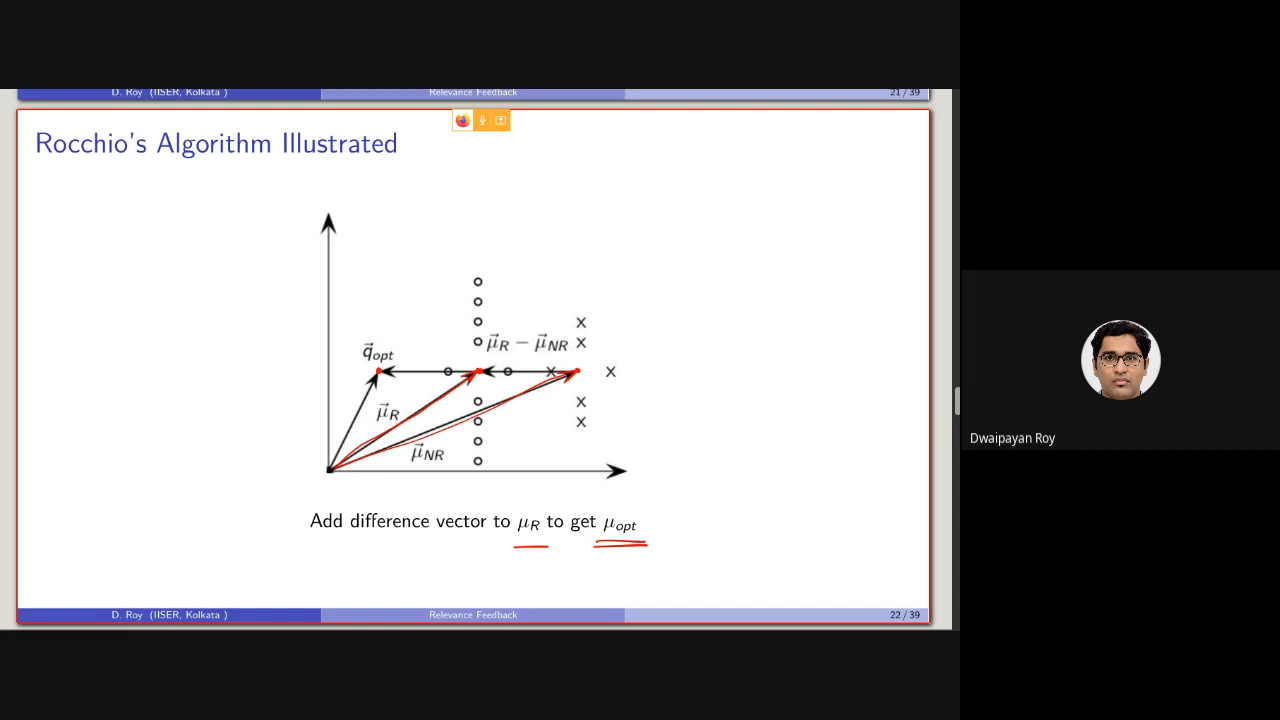 D. Roy (IISER, Kolkata ) Relevance Feedback 21 / 39
Rocchio's Algorithm Illustrated
x
μ⃗R − μ⃗NR x
q⃗opt
x x
μ⃗R
x
x
μ⃗NR
Add difference vector to μR to get μopt
D. Roy (IISER, Kolkata ) Relevance Feedback 22 / 39
Dwaipayan Roy